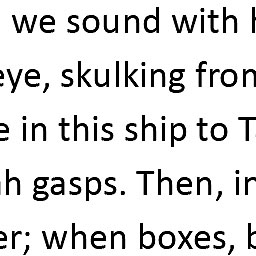 we sound with
eye, skulking from
in this ship to
gasps. Then, in
er; when boxes,